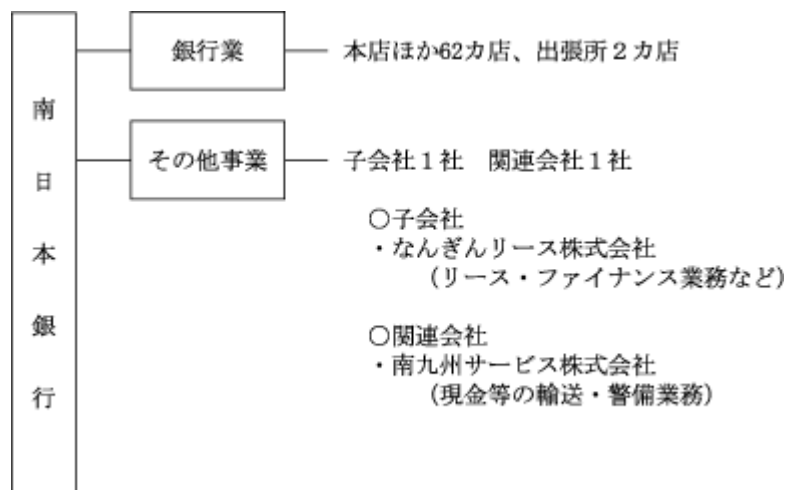 南日本銀行
銀行業
本店ほか62カ店、出張所2カ店
その他事業
子会社1社 関連会社1社
○子会社
・なんぎんリース株式会社
(リース・ファイナンス業務など)
○関連会社
・南九州サービス株式会社
(現金等の輸送・警備業務)